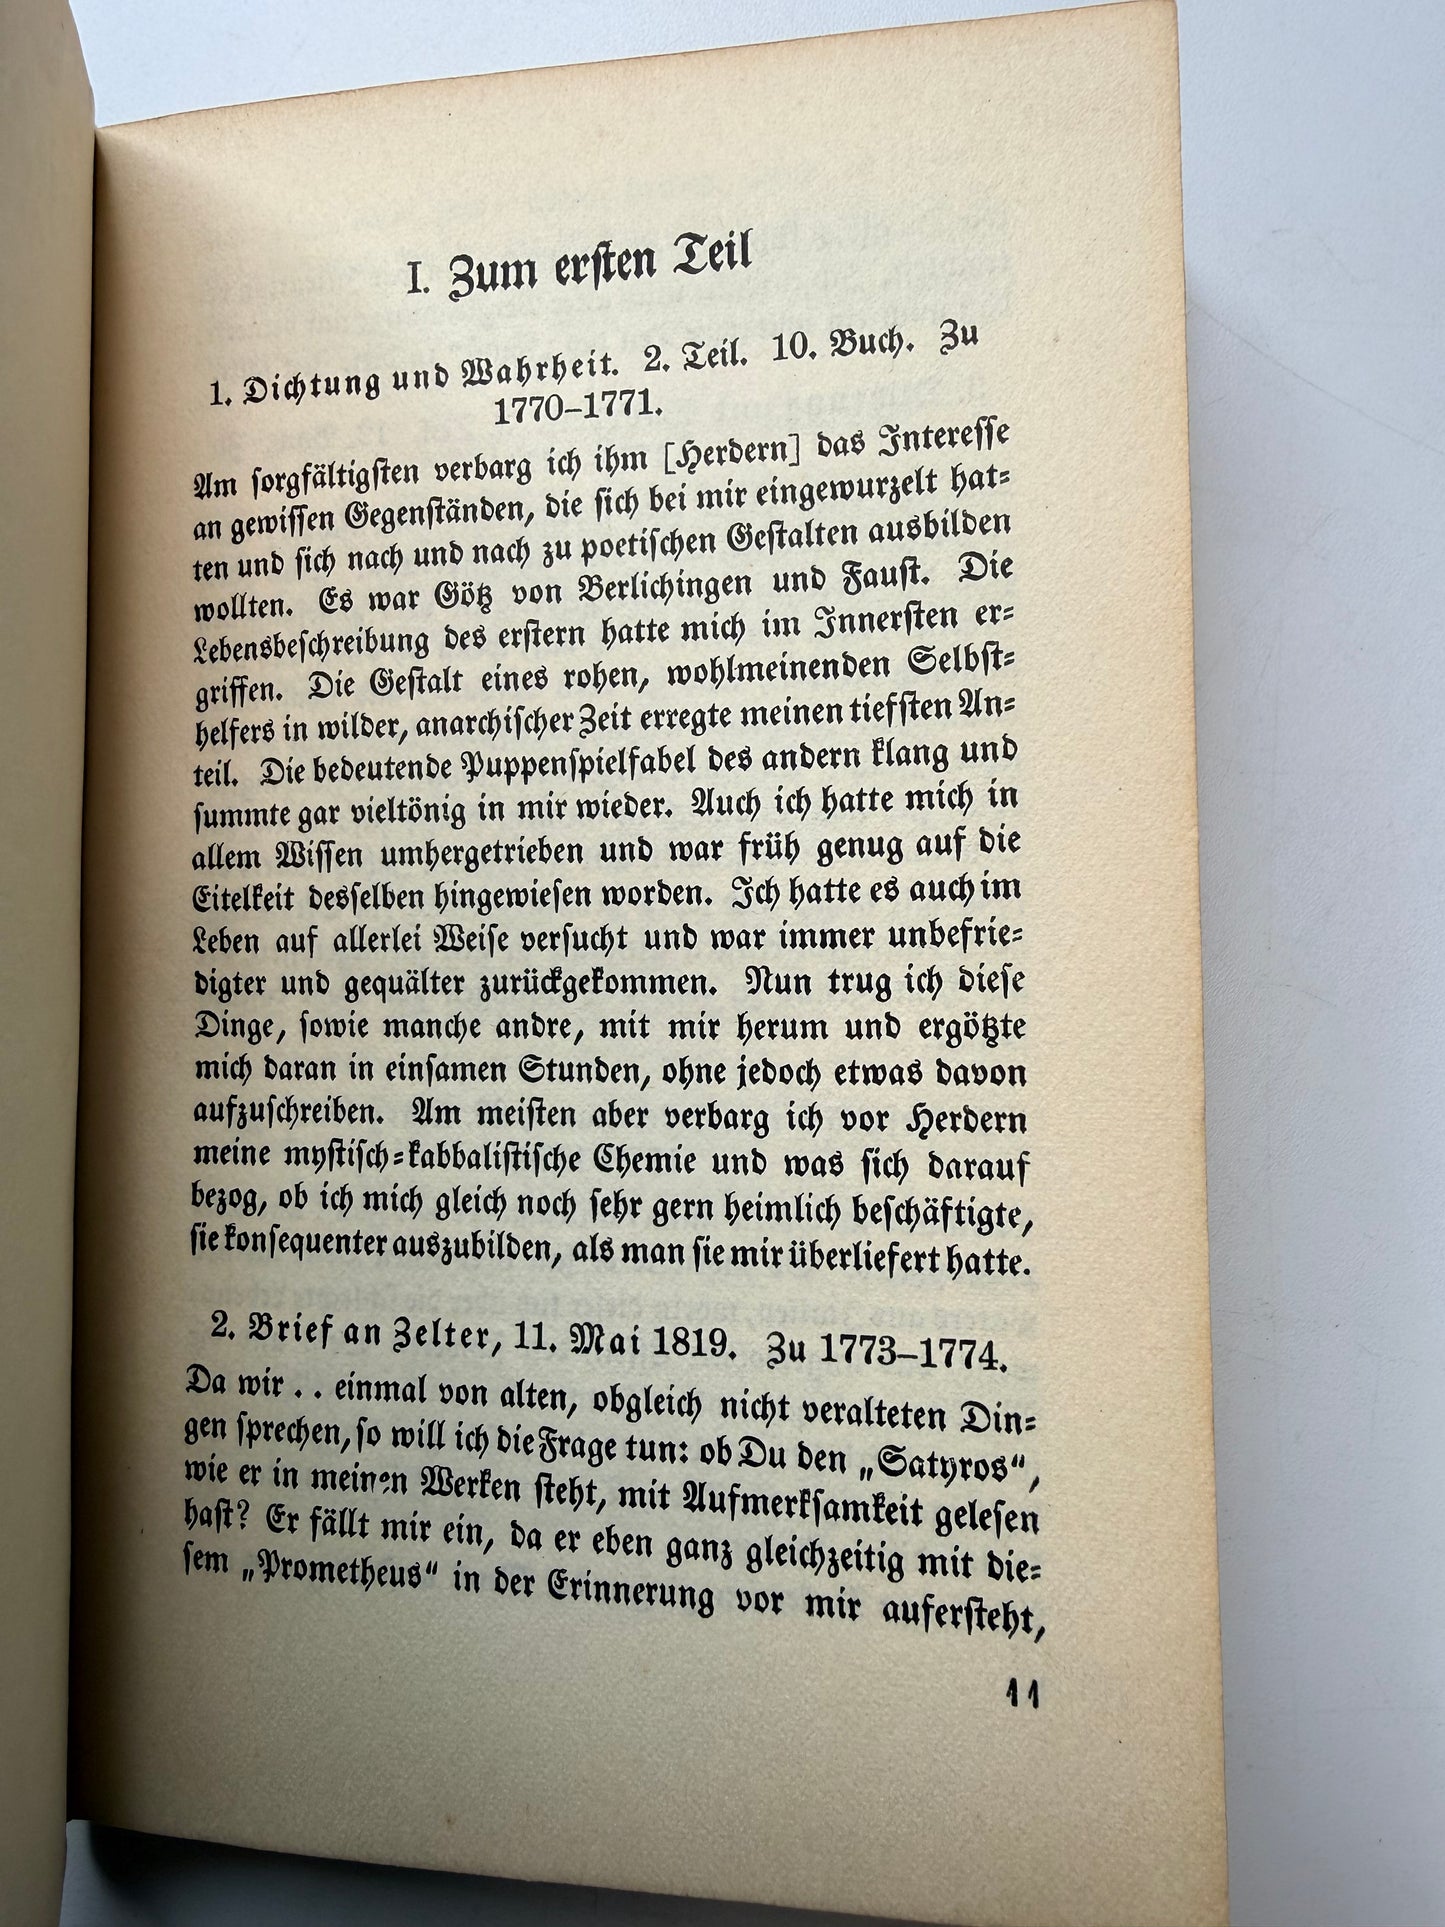 I. Zum ersten Teil
1. Dichtung und Wahrheit. 2. Teil. 10. Buch. Zu
1770–1771.
Am sorgfältigsten verbarg ich ihm [Herdern] das Interesse
an gewissen Gegenständen, die sich bei mir eingewurzelt hat-
ten und sich nach und nach zu poetischen Gestalten ausbilden
wollten. Es war Götz von Berlichingen und Faust. Die
Lebensbeschreibung des erstern hatte mich im Innersten er-
griffen. Die Gestalt eines rohen, wohlmeinenden Selbst-
helfers in wilder, anarchischer Zeit erregte meinen tiefsten An-
teil. Die bedeutende Puppenspielfabel des andern klang und
summte gar vieltönig in mir wieder. Auch ich hatte mich in
allem Wissen umhergetrieben und war früh genug auf die
Eitelkeit desselben hingewiesen worden. Ich hatte es auch im
Leben auf allerlei Weise versucht und war immer unbefrie-
digter und gequälter zurückgekommen. Nun trug ich diese
Dinge, sowie manche andre, mit mir herum und ergötzte
mich daran in einsamen Stunden, ohne jedoch etwas davon
aufzuschreiben. Am meisten aber verbarg ich vor Herdern
meine mystisch-kabbalistische Chemie und was sich darauf
bezog, ob ich mich gleich noch sehr gern heimlich beschäftigte,
sie konsequenter auszubilden, als man sie mir überliefert hatte.
2. Brief an Zelter, 11. Mai 1819. Zu 1773–1774.
Da wir . . einmal von alten, obgleich nicht veralteten Din-
gen sprechen, so will ich die Frage tun: ob Du den „Satyros“,
wie er in meinen Werken steht, mit Aufmerksamkeit gelesen
hast? Er fällt mir ein, da er eben ganz gleichzeitig mit die-
sem „Prometheus“ in der Erinnerung vor mir aufersteht,
11